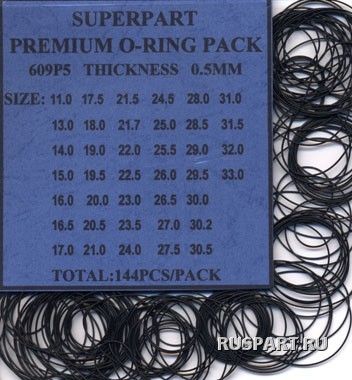 SUPERPART
PREMIUM O-RING PACK
609P5 THICKNESS 0.5MM
SIZE: 11.0 17.5 21.5 24.5 28.0 31.0
13.0 18.0 21.7 25.0 28.5 31.5
14.0 19.0 22.0 25.5 29.0 32.0
15.0 19.5 22.5 26.0 29.5 33.0
16.0 20.0 23.0 26.5 30.0
16.5 20.5 23.5 27.0 30.2
17.0 21.0 24.0 27.5 30.5
TOTAL:144PCS/PACK
RUSPART.RU